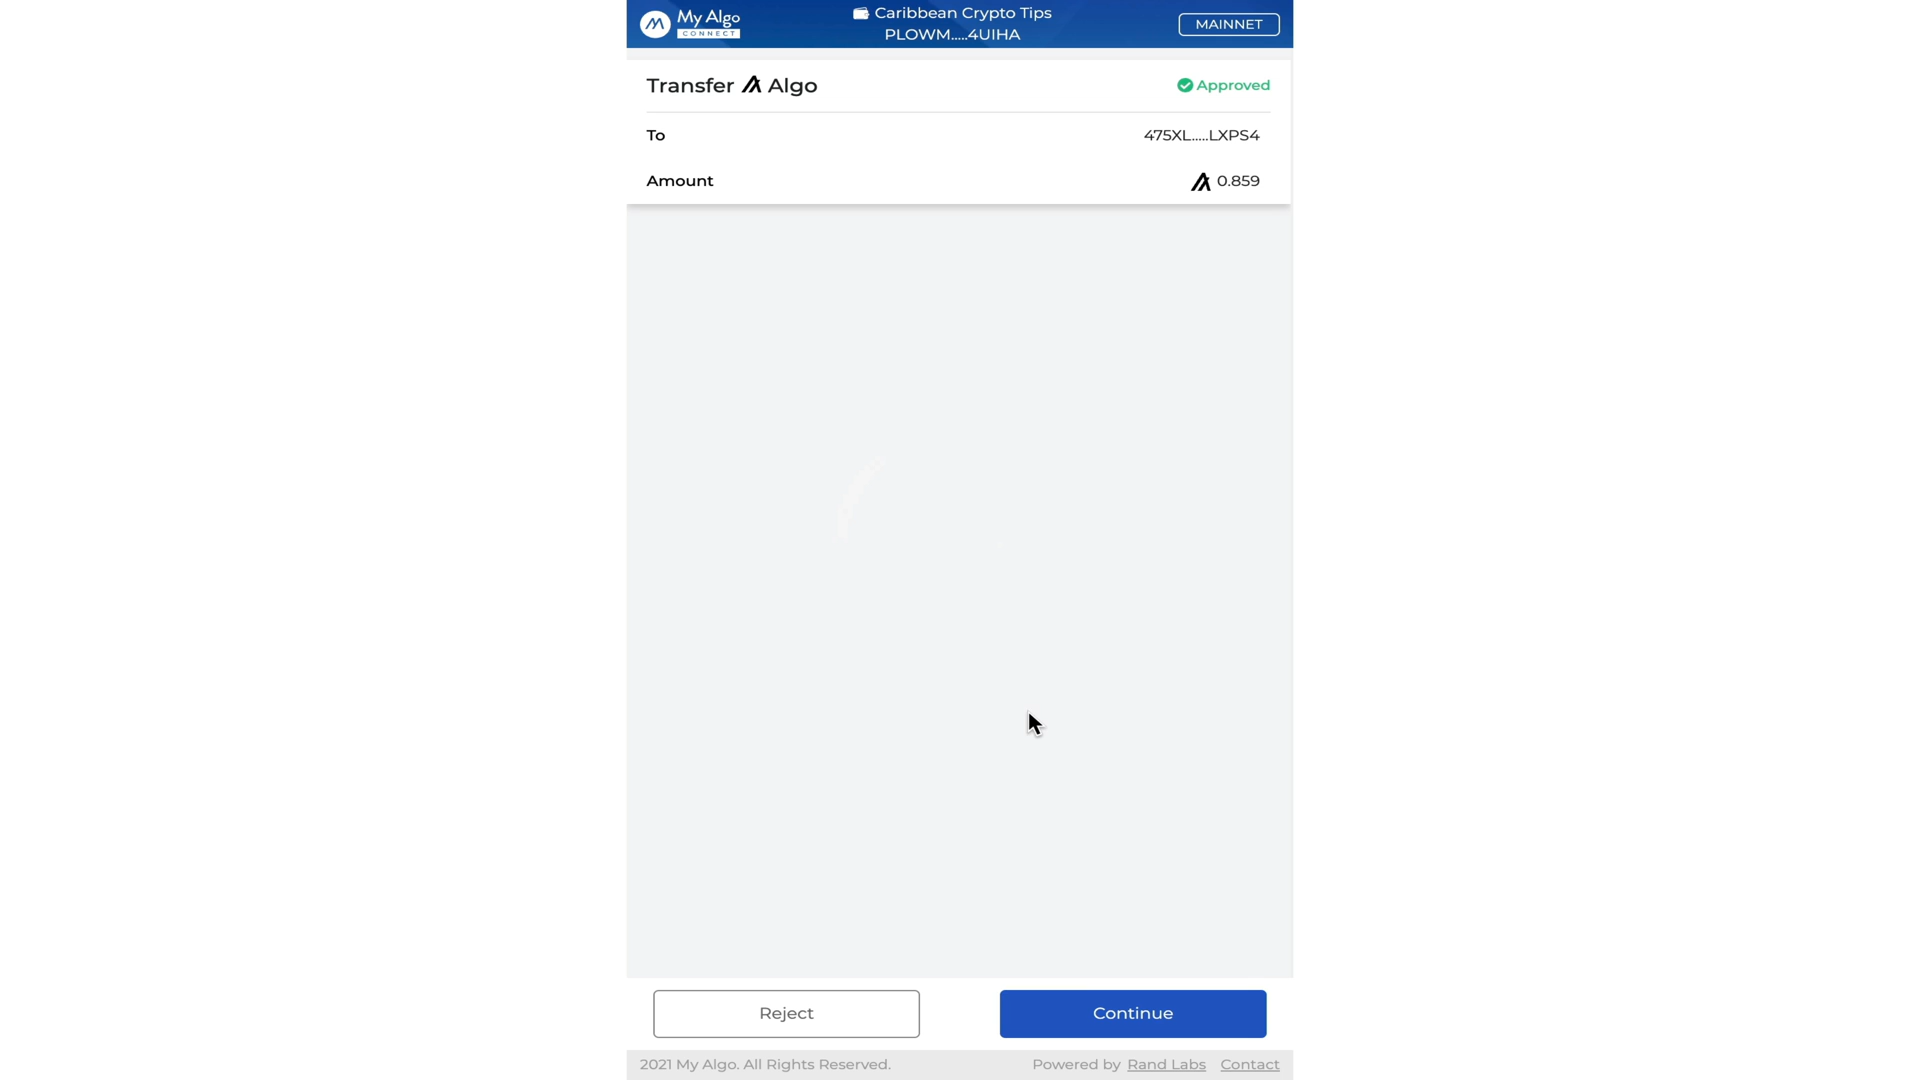 My Algo
CONNECT
Caribbean Crypto Tips
PLOWM.....4UIHA
MAINNET
Transfer Algo
Approved
To
475XL.....LXPS4
Amount
0.859
Reject
Continue
2021 My Algo. All Rights Reserved.
Powered by Rand Labs Contact